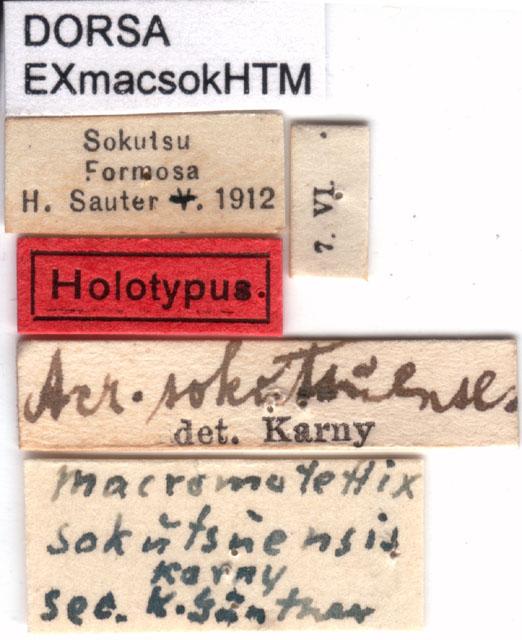 DORSA
EXmacsokHTM
Sokutsu
Formosa
H. Sauter V. 1912
7. VI.
Holotypus.
Acr. sokutsuense.
det. Karny
macromotettix
sokutsuensis
Karny
sec. K. Günther